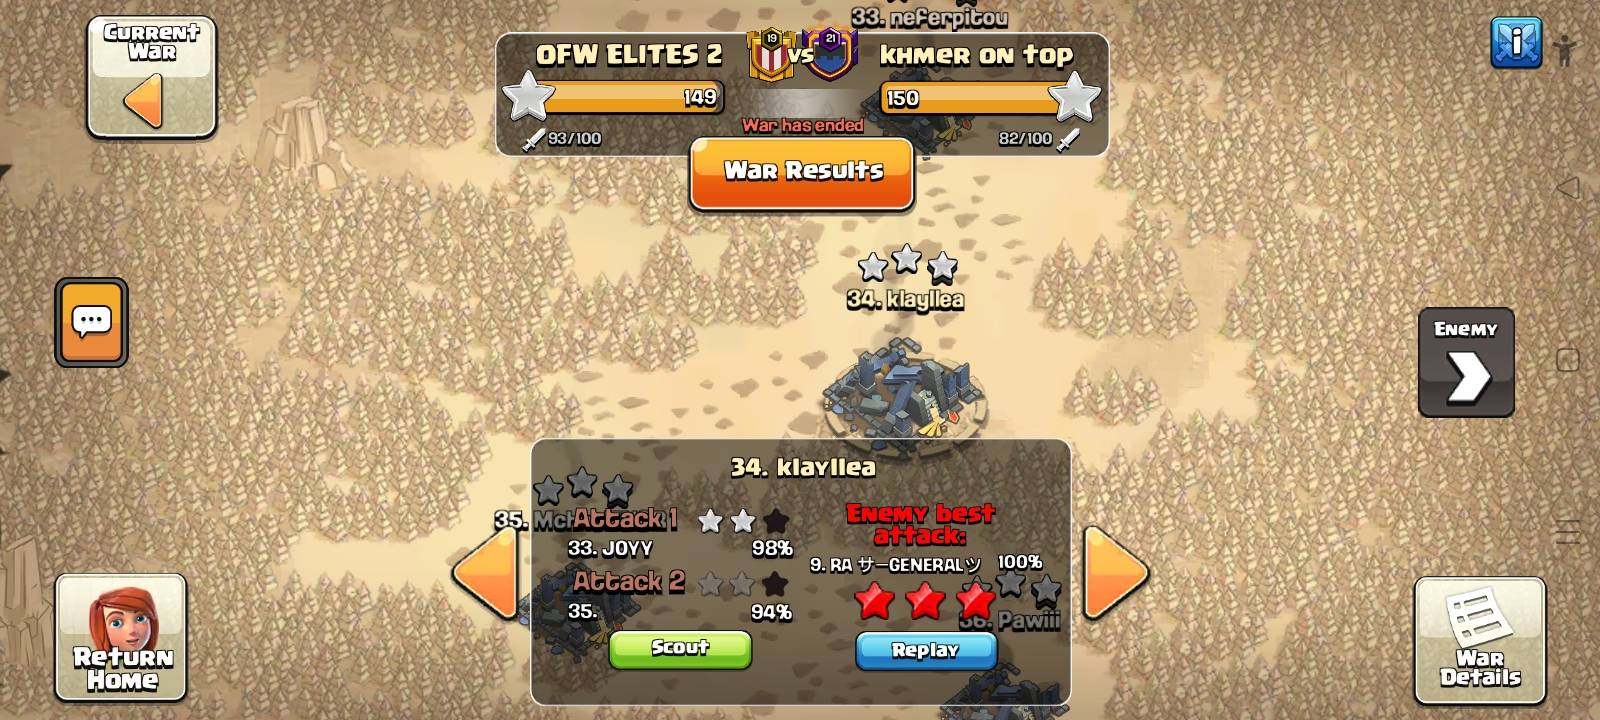 Current
War
33. neferpitou
OFW ELITES 2
19
vs
21
khmer on top
149
150
War has ended
93/100
82/100
War Results
34. klayllea
Enemy
34. klayllea
35.
Attack 1
33. JOYY
98%
Attack 2
35.
94%
Scout
Enemy best
attack:
9. RA サーGENERALツ
100%
36. Pawiii
Replay
Return
Home
War
Details